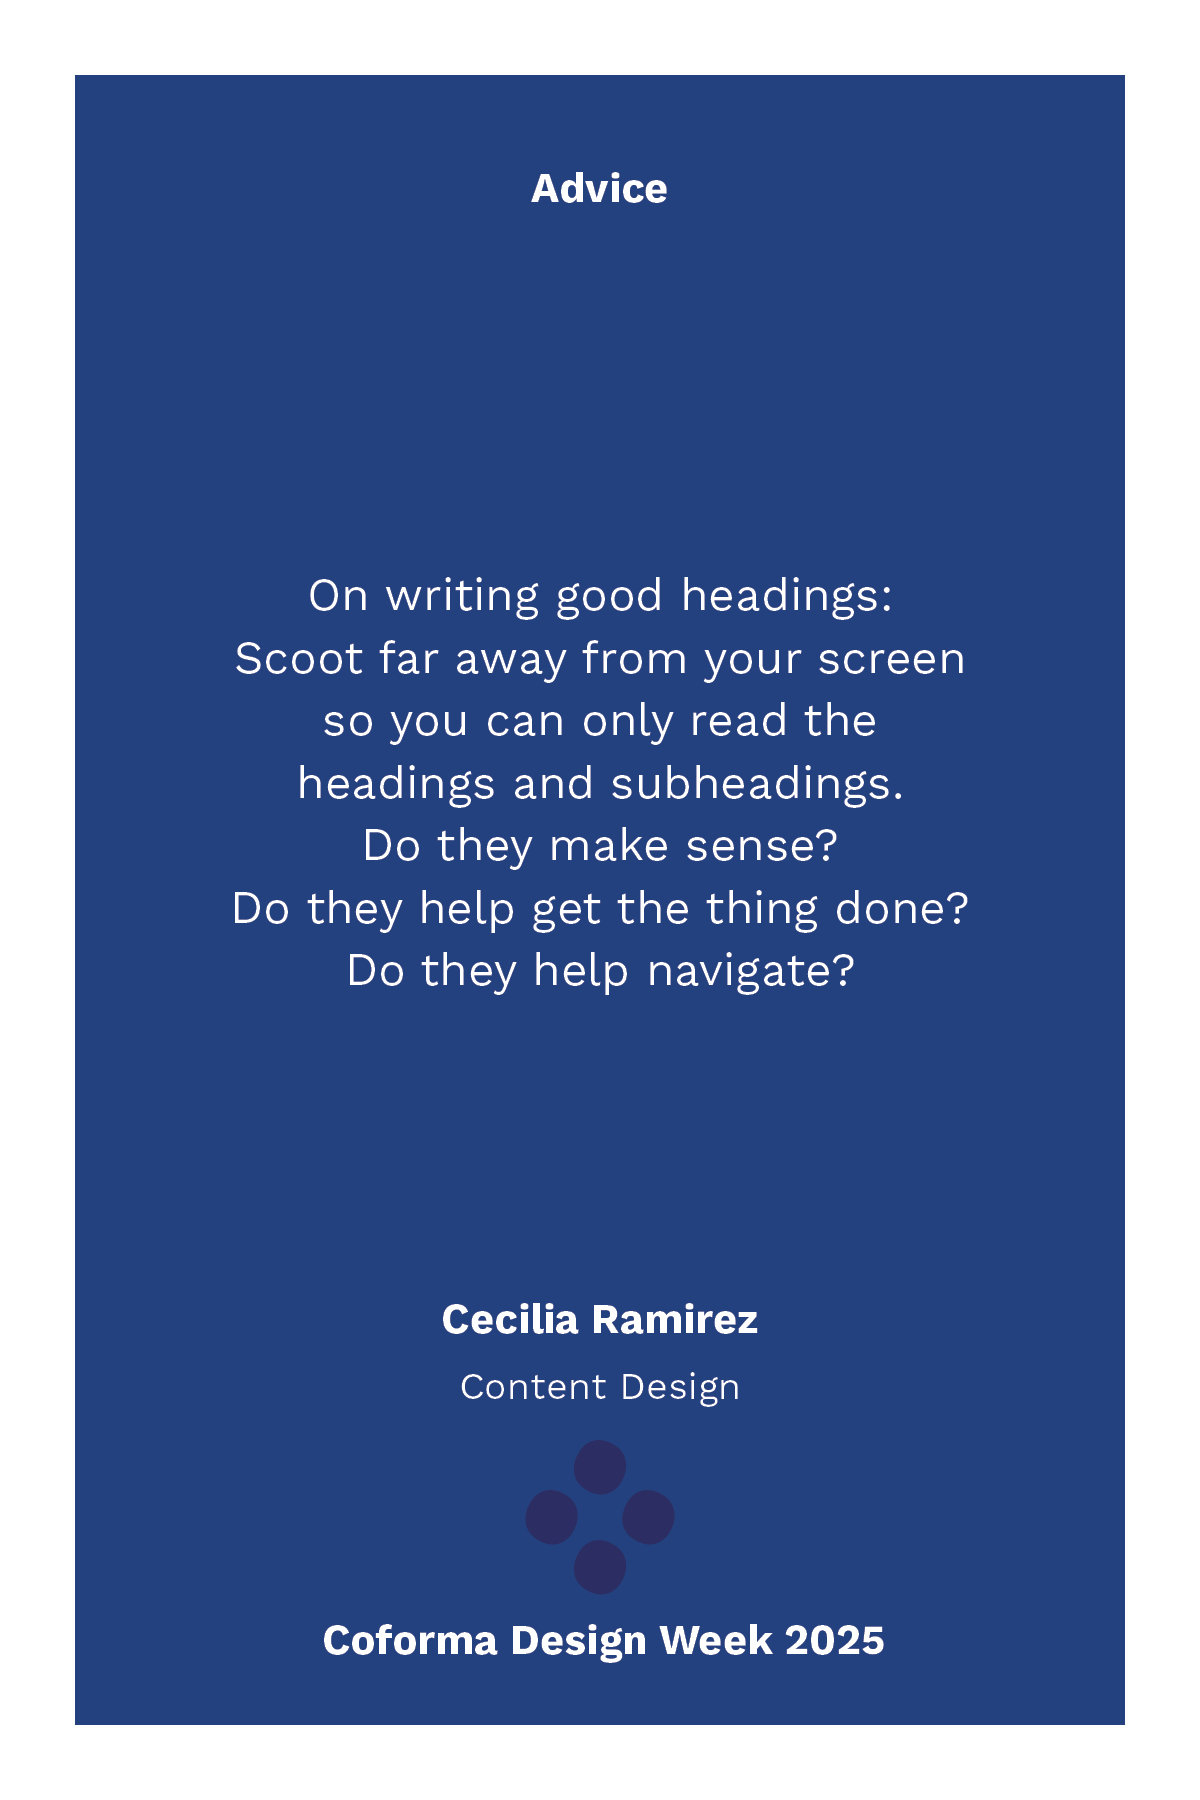 Advice
On writing good headings:
Scoot far away from your screen
so you can only read the
headings and subheadings.
Do they make sense?
Do they help get the thing done?
Do they help navigate?
Cecilia Ramirez
Content Design
Coforma Design Week 2025